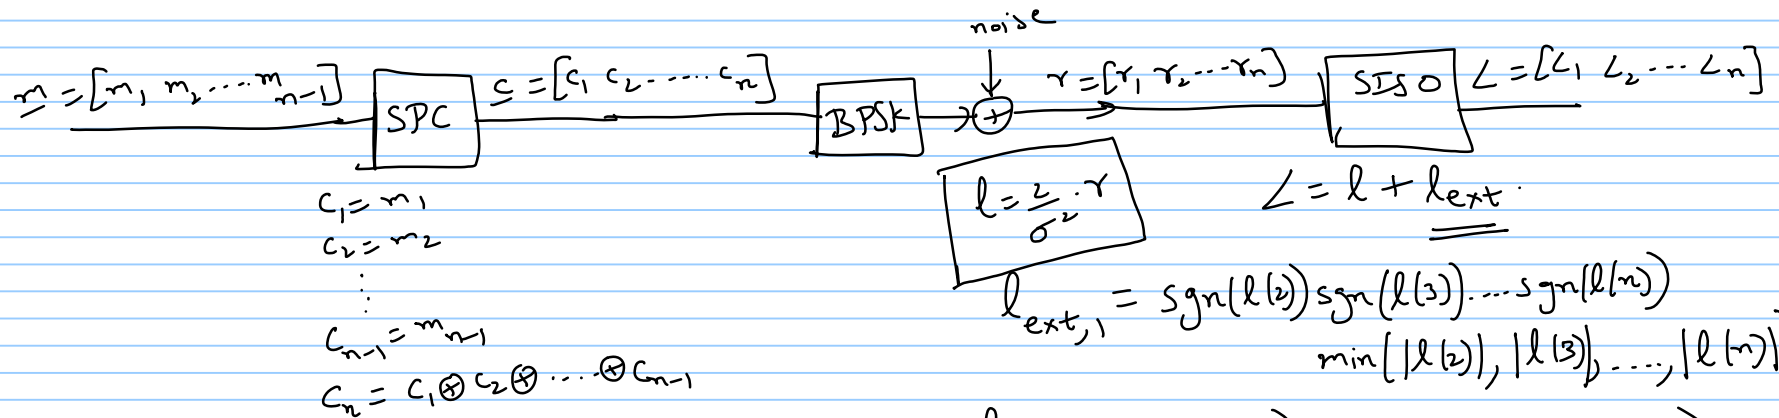 noise
m = [m₁ m₂ ..... mₙ₋₁] SPC c = [c₁ c₂ ...... cₙ] BPSK + r = [r₁ r₂ ... rₙ] SISO L = [L₁ L₂ ... Lₙ]
c₁ = m₁ l = 2/σ² · r L = l + l_ext.
c₂ = m₂
⋮
cₙ₋₁ = mₙ₋₁ l_ext,1 = sgn(l(2)) sgn(l(3)) .... sgn(l(n))
min(|l(2)|, |l(3)|, ...., |l(n)|
cₙ = c₁ ⊕ c₂ ⊕ ..... ⊕ cₙ₋₁